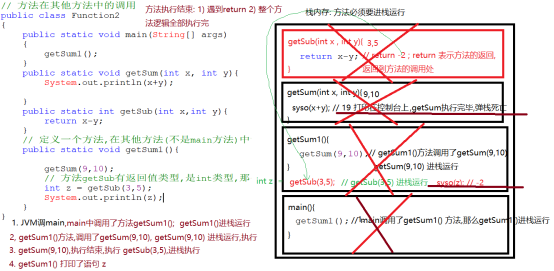 // 方法在其他方法中的调用
public class Function2
{
public static void main(String[] args)
{
getSum1();
}
public static void getSum(int x, int y){
System.out.println(x+y);
}
public static int getSub(int x,int y){
return x-y;
}
// 定义一个方法,在其他方法(不是main方法)中
public static void getSum1(){
getSum(9,10);
// 方法getSub有返回值类型,是int类型,那
int z = getSub(3,5);
System.out.println(z);
}
}
方法执行结束: 1) 遇到return 2) 整个方
法逻辑全部执行完
栈内存: 方法必须要进栈运行
getSub(int x , int y){ 3,5
return x-y; // return -2 ; return 表示方法的返回,
返回到方法的调用处
}
getSum(int x, int y){ 9,10
syso(x+y); // 19 打印在控制台上,getSum执行完毕,弹栈死亡
}
getSum1(){
getSum(9,10); // getSum1()方法调用了getSum(9,10)
getSum(9,10) 进栈运行
}
int z = getSub(3,5); // getSub(3,5) 进栈运行 syso(z); // -2
main(){
getSum1(); // main调用了getSum1() 方法,那么getSum1()进栈运行
}
1. JVM调main,main中调用了方法getSum1(); getSum1()进栈运行
2, getSum1()方法,调用了getSum(9,10), getSum(9,10) 进栈运行,执行
3. getSum(9,10),执行结束,执行 getSub(3,5),进栈执行
4. getSum1() 打印了语句 z